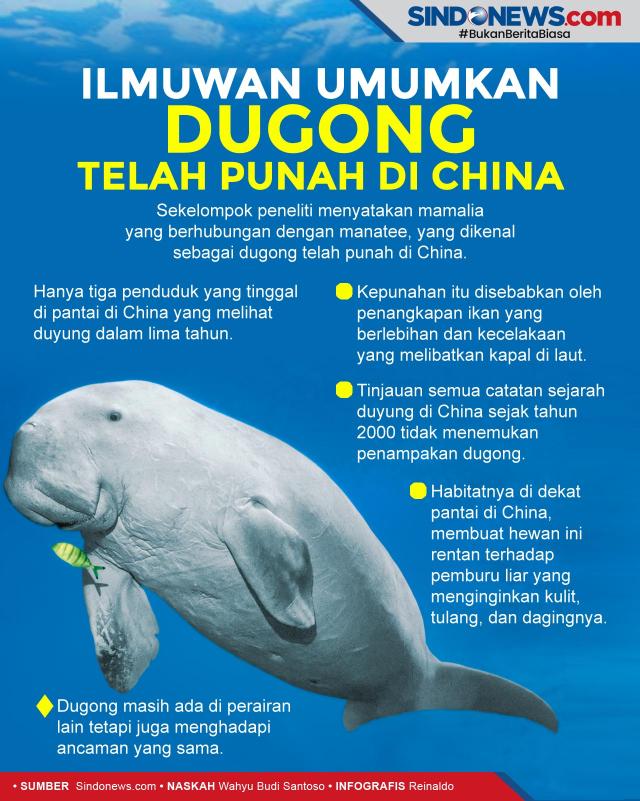 SINDONEWS.com
#BukanBeritaBiasa
ILMUWAN UMUMKAN
DUGONG
TELAH PUNAH DI CHINA
Sekelompok peneliti menyatakan mamalia
yang berhubungan dengan manatee, yang dikenal
sebagai dugong telah punah di China.
Hanya tiga penduduk yang tinggal
di pantai di China yang melihat
duyung dalam lima tahun.
Kepunahan itu disebabkan oleh
penangkapan ikan yang
berlebihan dan kecelakaan
yang melibatkan kapal di laut.
Tinjauan semua catatan sejarah
duyung di China sejak tahun
2000 tidak menemukan
penampakan dugong.
Habitatnya di dekat
pantai di China,
membuat hewan ini
rentan terhadap
pemburu liar yang
menginginkan kulit,
tulang, dan dagingnya.
Dugong masih ada di perairan
lain tetapi juga menghadapi
ancaman yang sama.
• SUMBER Sindonews.com • NASKAH Wahyu Budi Santoso • INFOGRAFIS Reinaldo